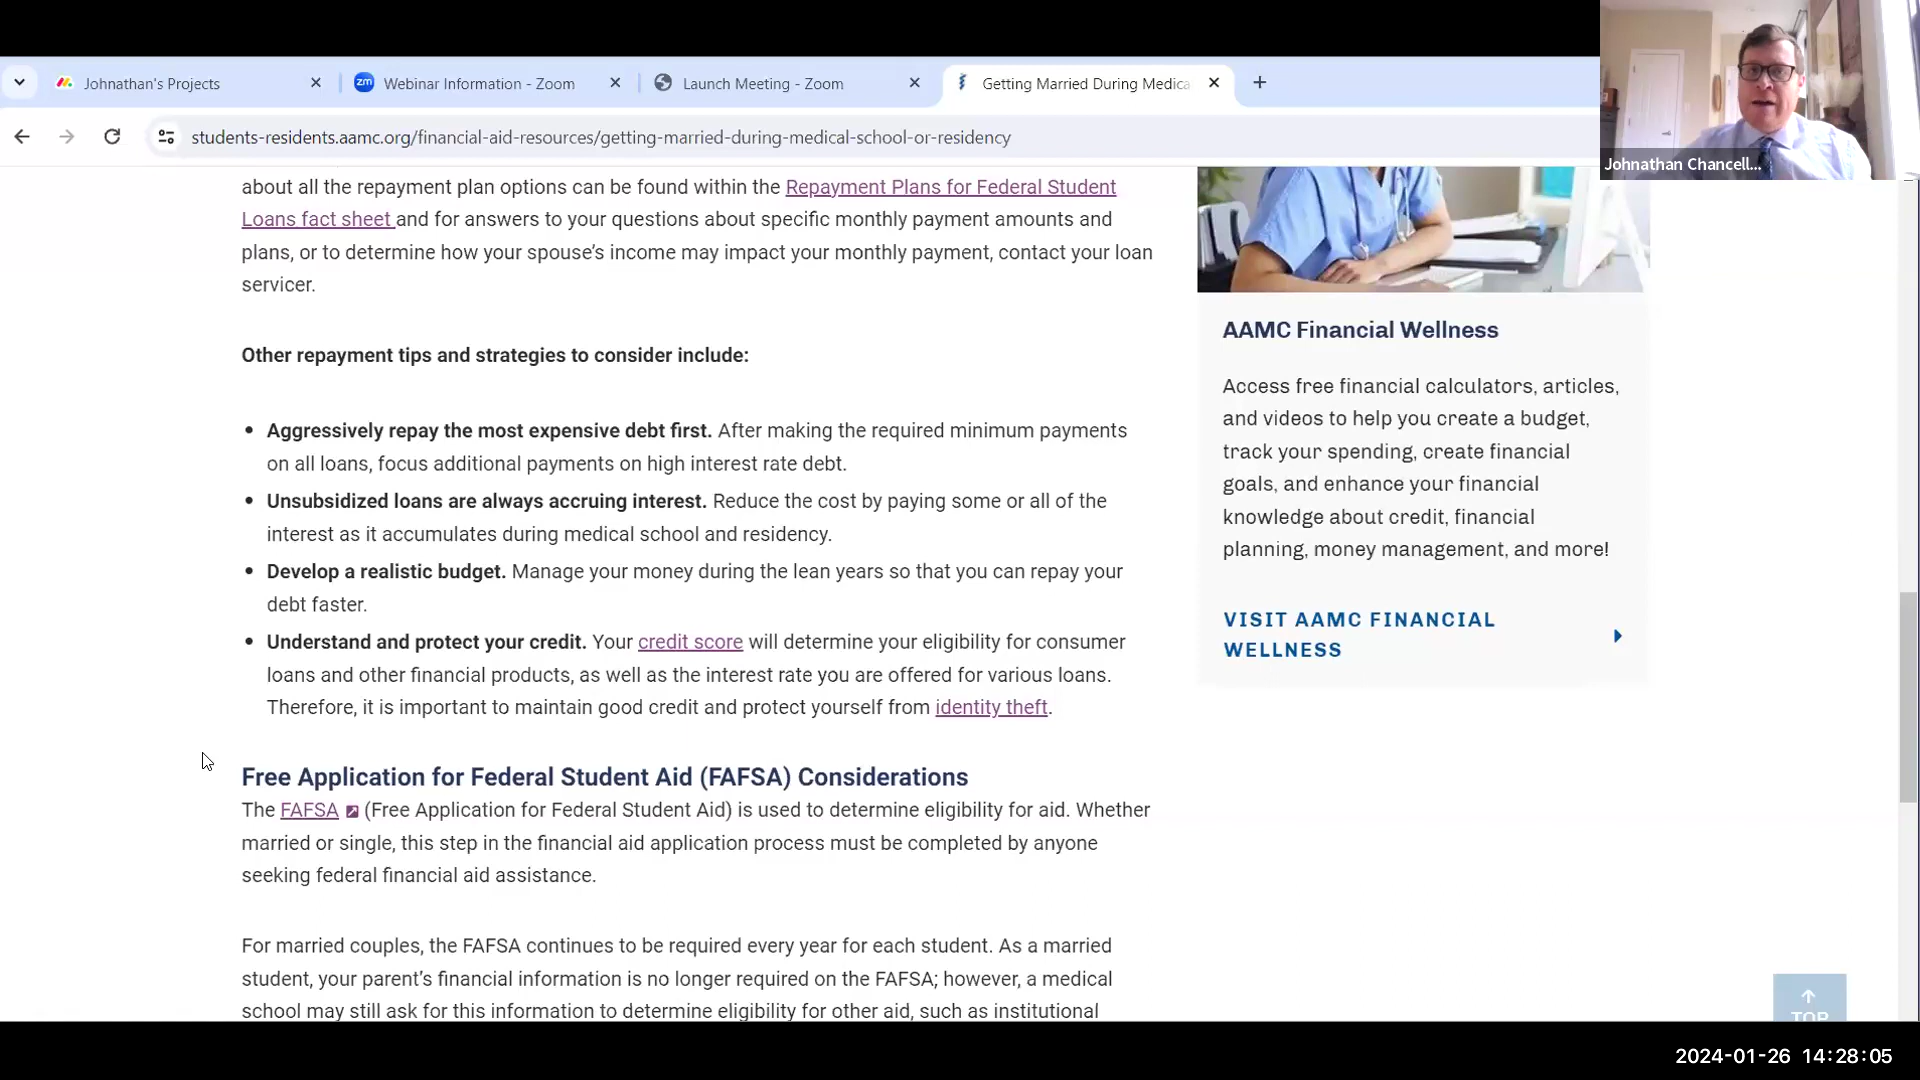 Johnathan's Projects
zm
Webinar Information - Zoom
Launch Meeting - Zoom
Getting Married During Medica
students-residents.aamc.org/financial-aid-resources/getting-married-during-medical-school-or-residency
Johnathan Chancell...
about all the repayment plan options can be found within the Repayment Plans for Federal Student
Loans fact sheet and for answers to your questions about specific monthly payment amounts and
plans, or to determine how your spouse’s income may impact your monthly payment, contact your loan
servicer.
Other repayment tips and strategies to consider include:
• Aggressively repay the most expensive debt first. After making the required minimum payments
on all loans, focus additional payments on high interest rate debt.
• Unsubsidized loans are always accruing interest. Reduce the cost by paying some or all of the
interest as it accumulates during medical school and residency.
• Develop a realistic budget. Manage your money during the lean years so that you can repay your
debt faster.
• Understand and protect your credit. Your credit score will determine your eligibility for consumer
loans and other financial products, as well as the interest rate you are offered for various loans.
Therefore, it is important to maintain good credit and protect yourself from identity theft.
Free Application for Federal Student Aid (FAFSA) Considerations
The FAFSA (Free Application for Federal Student Aid) is used to determine eligibility for aid. Whether
married or single, this step in the financial aid application process must be completed by anyone
seeking federal financial aid assistance.
For married couples, the FAFSA continues to be required every year for each student. As a married
student, your parent’s financial information is no longer required on the FAFSA; however, a medical
school may still ask for this information to determine eligibility for other aid, such as institutional
AAMC Financial Wellness
Access free financial calculators, articles,
and videos to help you create a budget,
track your spending, create financial
goals, and enhance your financial
knowledge about credit, financial
planning, money management, and more!
VISIT AAMC FINANCIAL
WELLNESS
TOP
2024-01-26 14:28:05